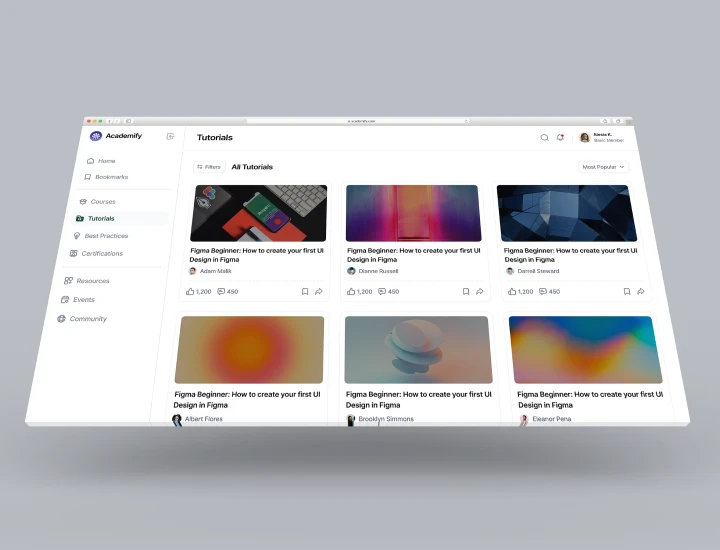 Academify
Tutorials
Alesia K.
Basic Member
Home
Bookmarks
Courses
Tutorials
Best Practices
Certifications
Resources
Events
Community
Filters
All Tutorials
Most Popular
Figma Beginner: How to create your first UI
Design in Figma
Adam Malik
1,200
450
Figma Beginner: How to create your first UI
Design in Figma
Dianne Russell
1,200
450
Figma Beginner: How to create your first UI
Design in Figma
Darrell Steward
1,200
450
Figma Beginner: How to create your first UI
Design in Figma
Albert Flores
Figma Beginner: How to create your first UI
Design in Figma
Brooklyn Simmons
Figma Beginner: How to create your first UI
Design in Figma
Eleanor Pena